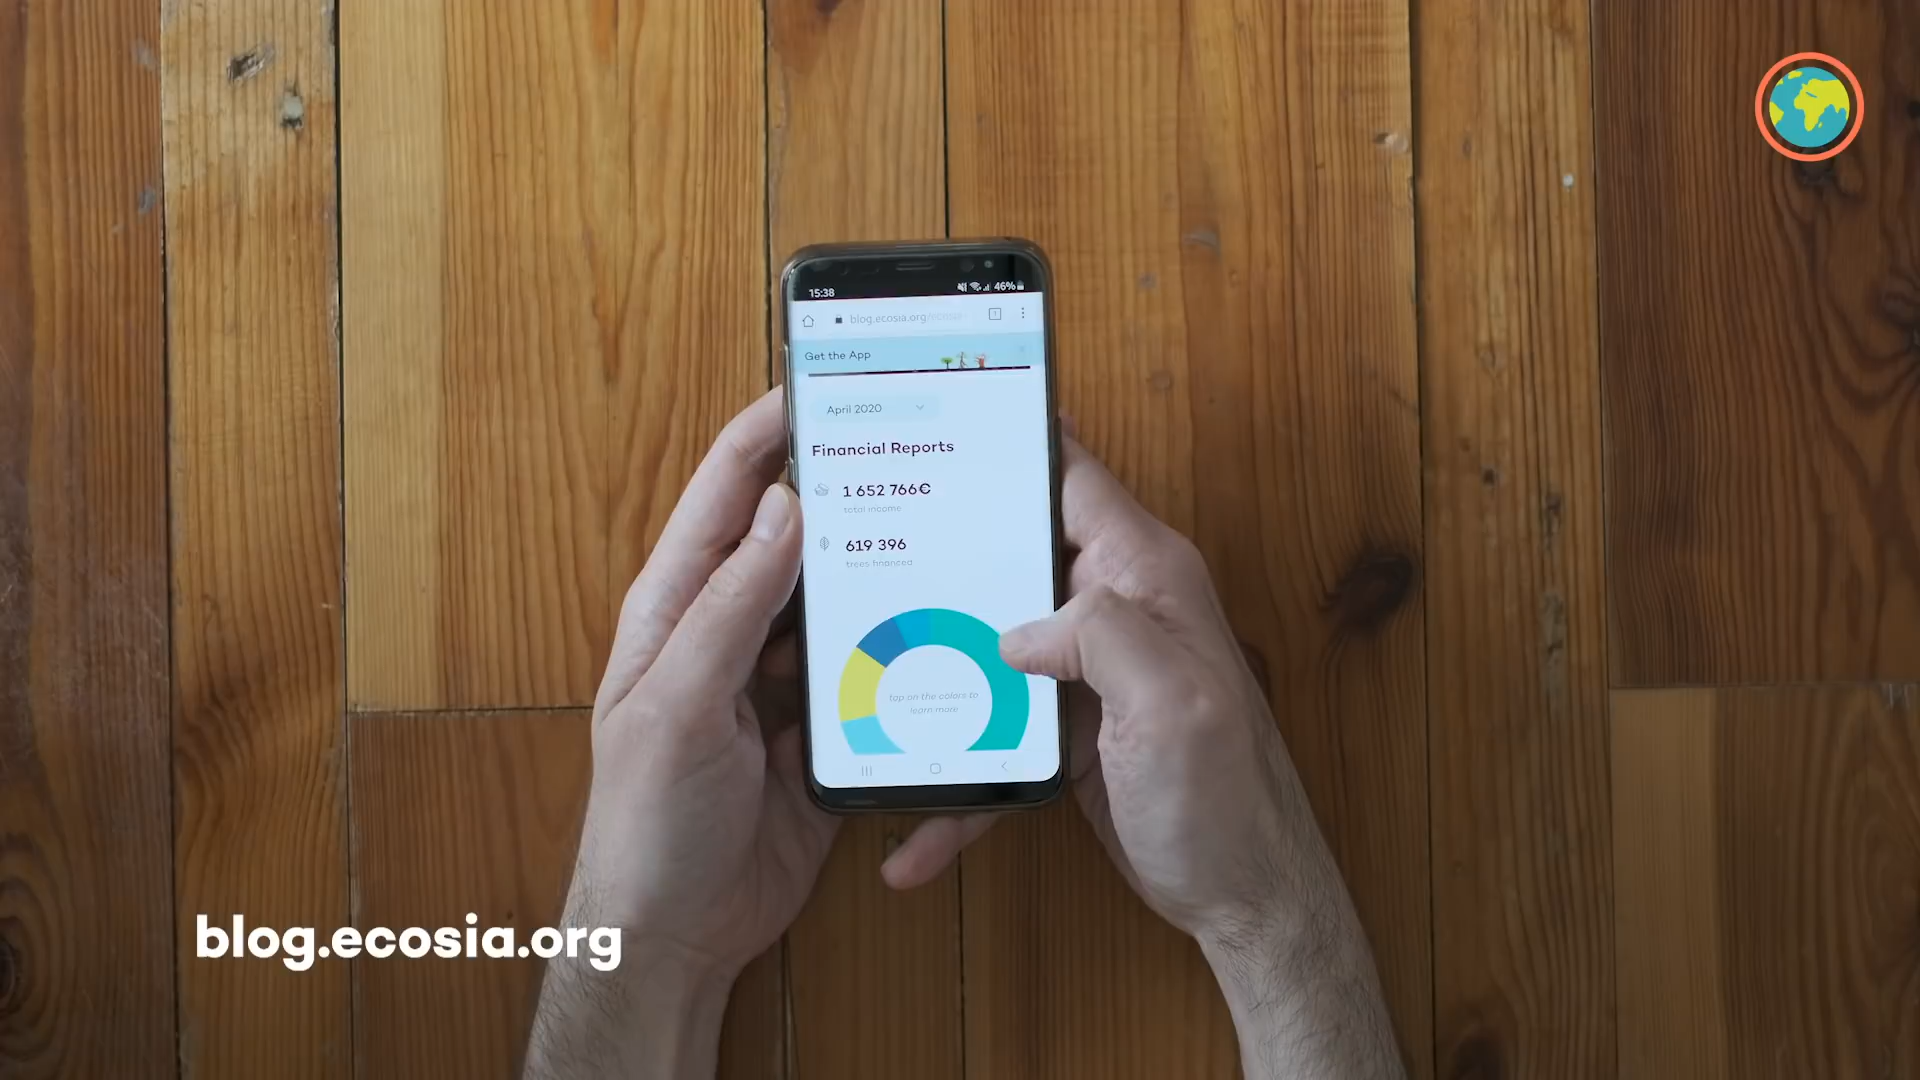 15:38
46%
blog.ecosia.org/ecosia
Get the App
April 2020
Financial Reports
1 652 766€
total income
619 396
trees financed
tap on the colors to
learn more
blog.ecosia.org